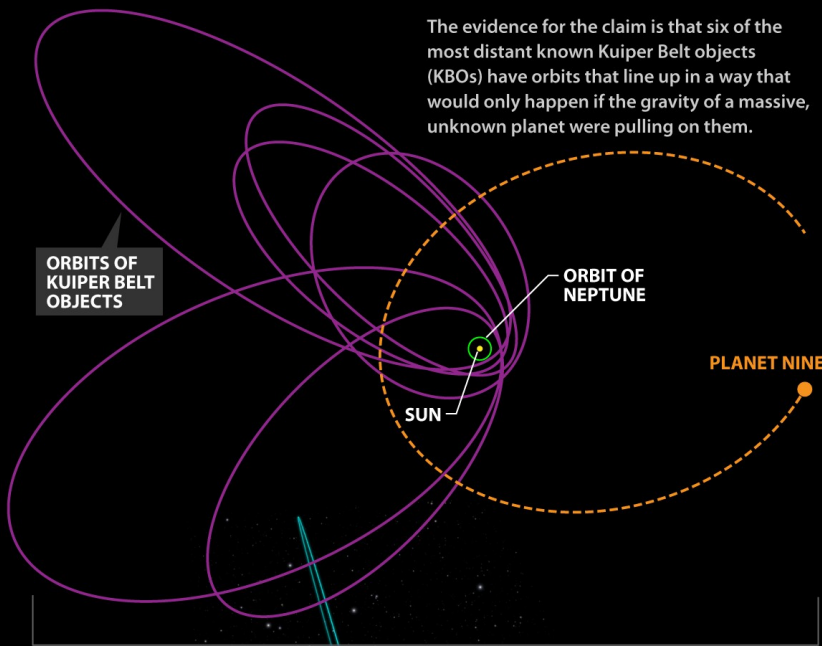 The evidence for the claim is that six of the
most distant known Kuiper Belt objects
(KBOs) have orbits that line up in a way that
would only happen if the gravity of a massive,
unknown planet were pulling on them.
ORBITS OF
KUIPER BELT
OBJECTS
ORBIT OF
NEPTUNE
PLANET NINE
SUN